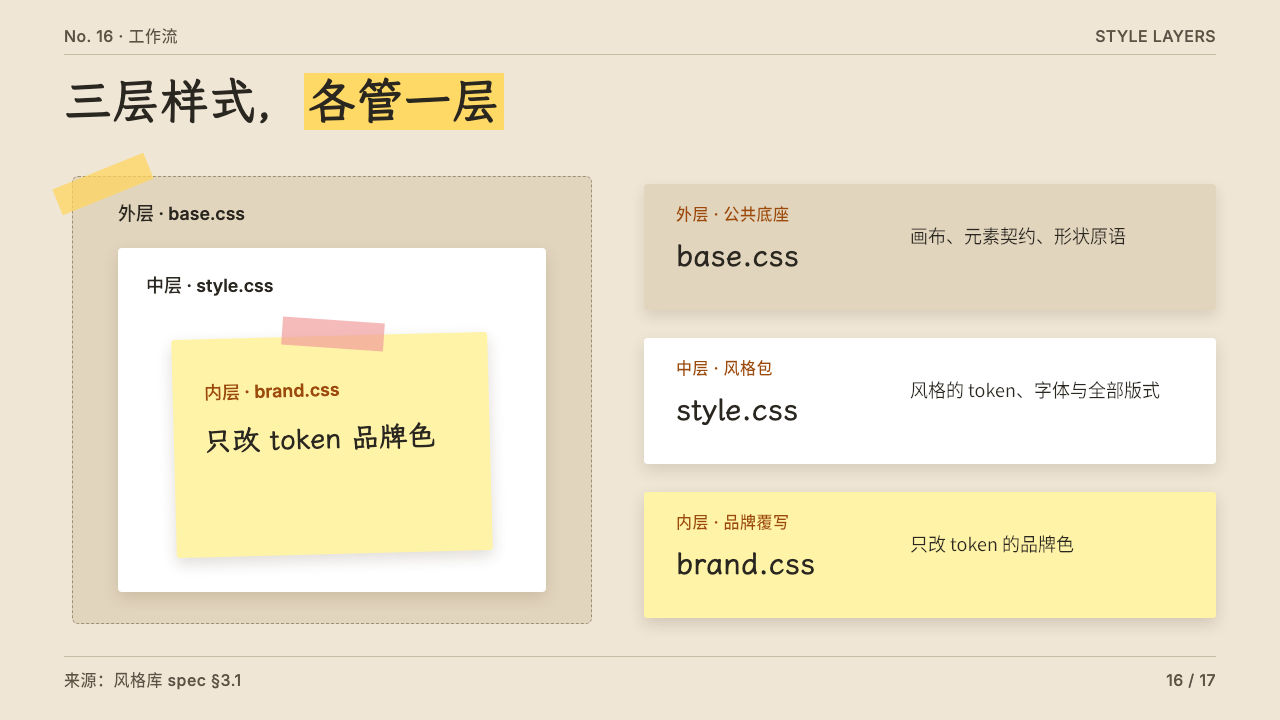 No. 16 · 工作流
STYLE LAYERS
三层样式，各管一层
外层 · base.css
中层 · style.css
内层 · brand.css
只改 token 品牌色
外层 · 公共底座
base.css
画布、元素契约、形状原语
中层 · 风格包
style.css
风格的 token、字体与全部版式
内层 · 品牌覆写
brand.css
只改 token 的品牌色
来源：风格库 spec §3.1
16 / 17